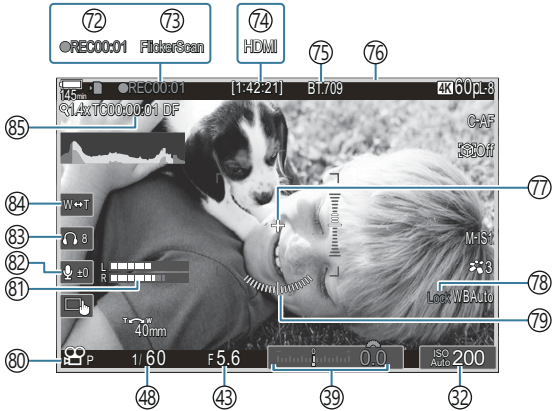 72 73 74
●REC00:01 FlickerScan HDMI
75 76
145min ●REC00:01 [1:42:21] BT.709 4K 60p L-8
1.4x TC00:00:01 DF
85
C-AF
Off
77
84 W↔T
83 8
M-IS1
82 ±0 L R
3
78
81
Lock WBAuto
79
T W
40mm
80 P 1/60 F5.6 0 0.0 ISO Auto 200
48 43 39 32